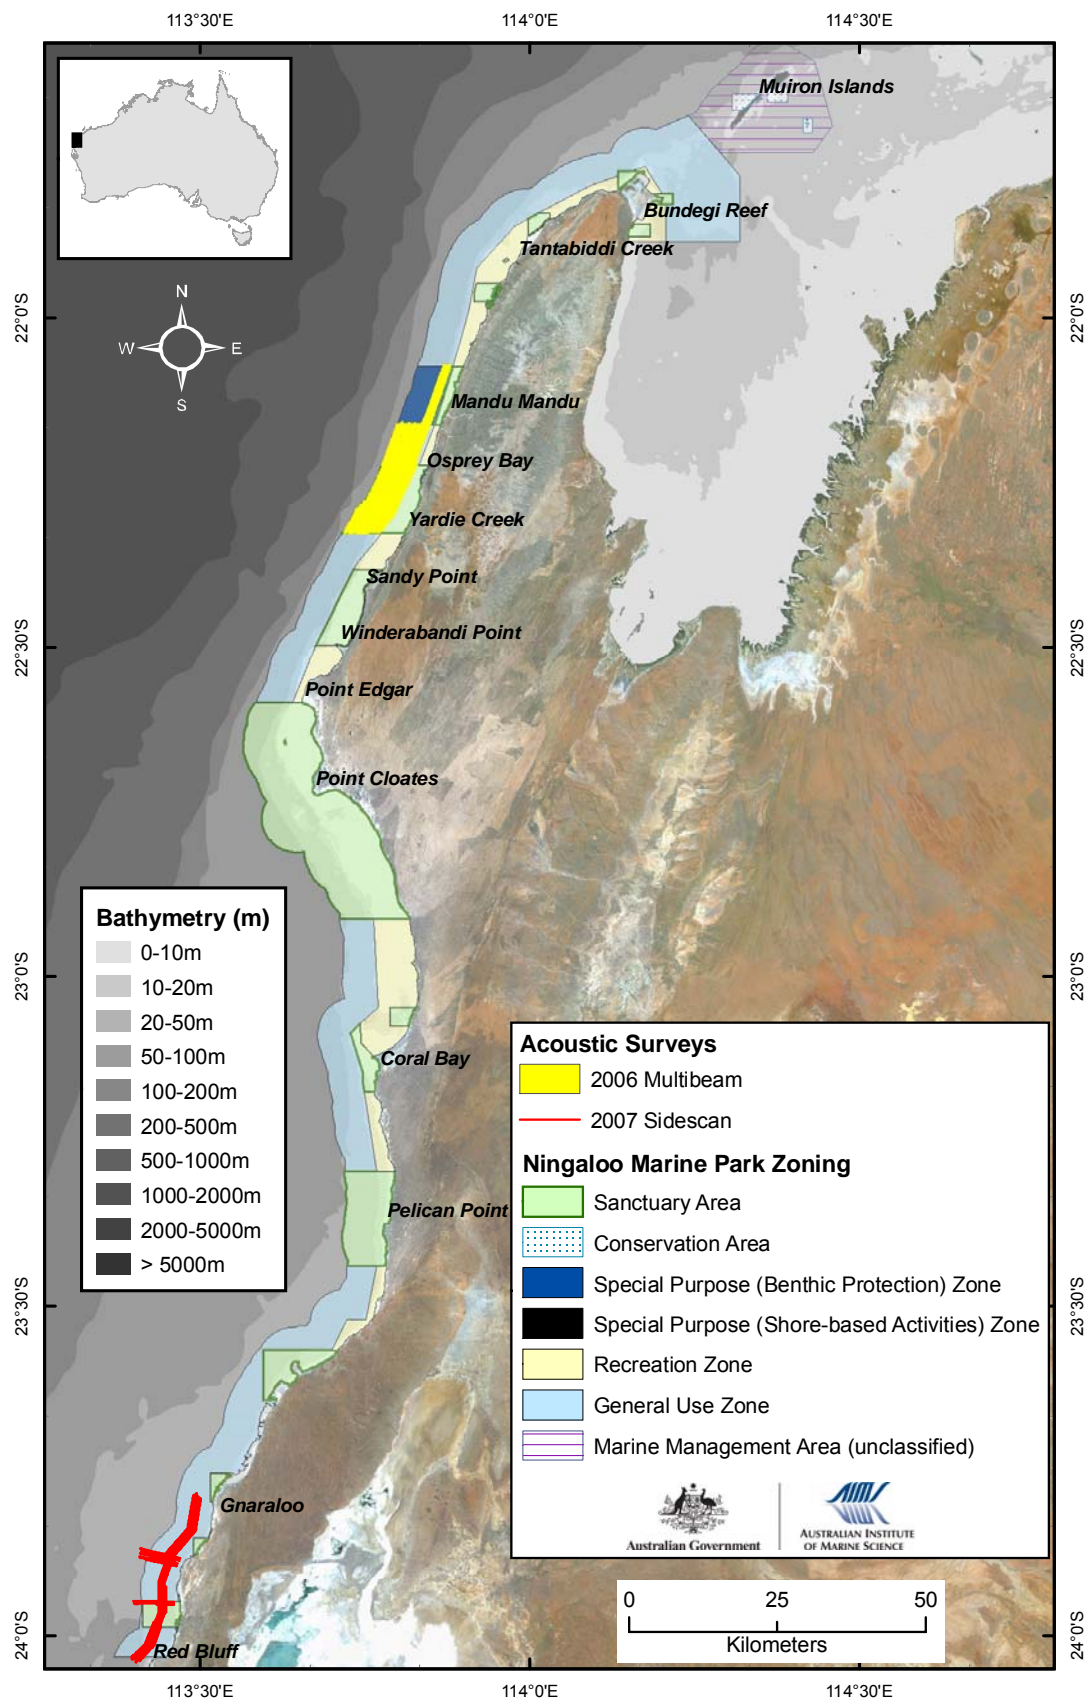 113°30'E
114°0'E
114°30'E
Muiron Islands
Bundegi Reef
Tantabiddi Creek
N
W
E
S
22°0'S
22°0'S
Mandu Mandu
Osprey Bay
Yardie Creek
Sandy Point
Winderabandi Point
22°30'S
22°30'S
Point Edgar
Point Cloates
Bathymetry (m)
0-10m
10-20m
20-50m
50-100m
100-200m
200-500m
500-1000m
1000-2000m
2000-5000m
> 5000m
23°0'S
23°0'S
Coral Bay
Pelican Point
Acoustic Surveys
2006 Multibeam
2007 Sidescan
Ningaloo Marine Park Zoning
Sanctuary Area
Conservation Area
Special Purpose (Benthic Protection) Zone
Special Purpose (Shore-based Activities) Zone
Recreation Zone
General Use Zone
Marine Management Area (unclassified)
Australian Government
AIMS
AUSTRALIAN INSTITUTE
OF MARINE SCIENCE
23°30'S
23°30'S
Gnaraloo
Red Bluff
0
25
50
Kilometers
24°0'S
24°0'S
113°30'E
114°0'E
114°30'E